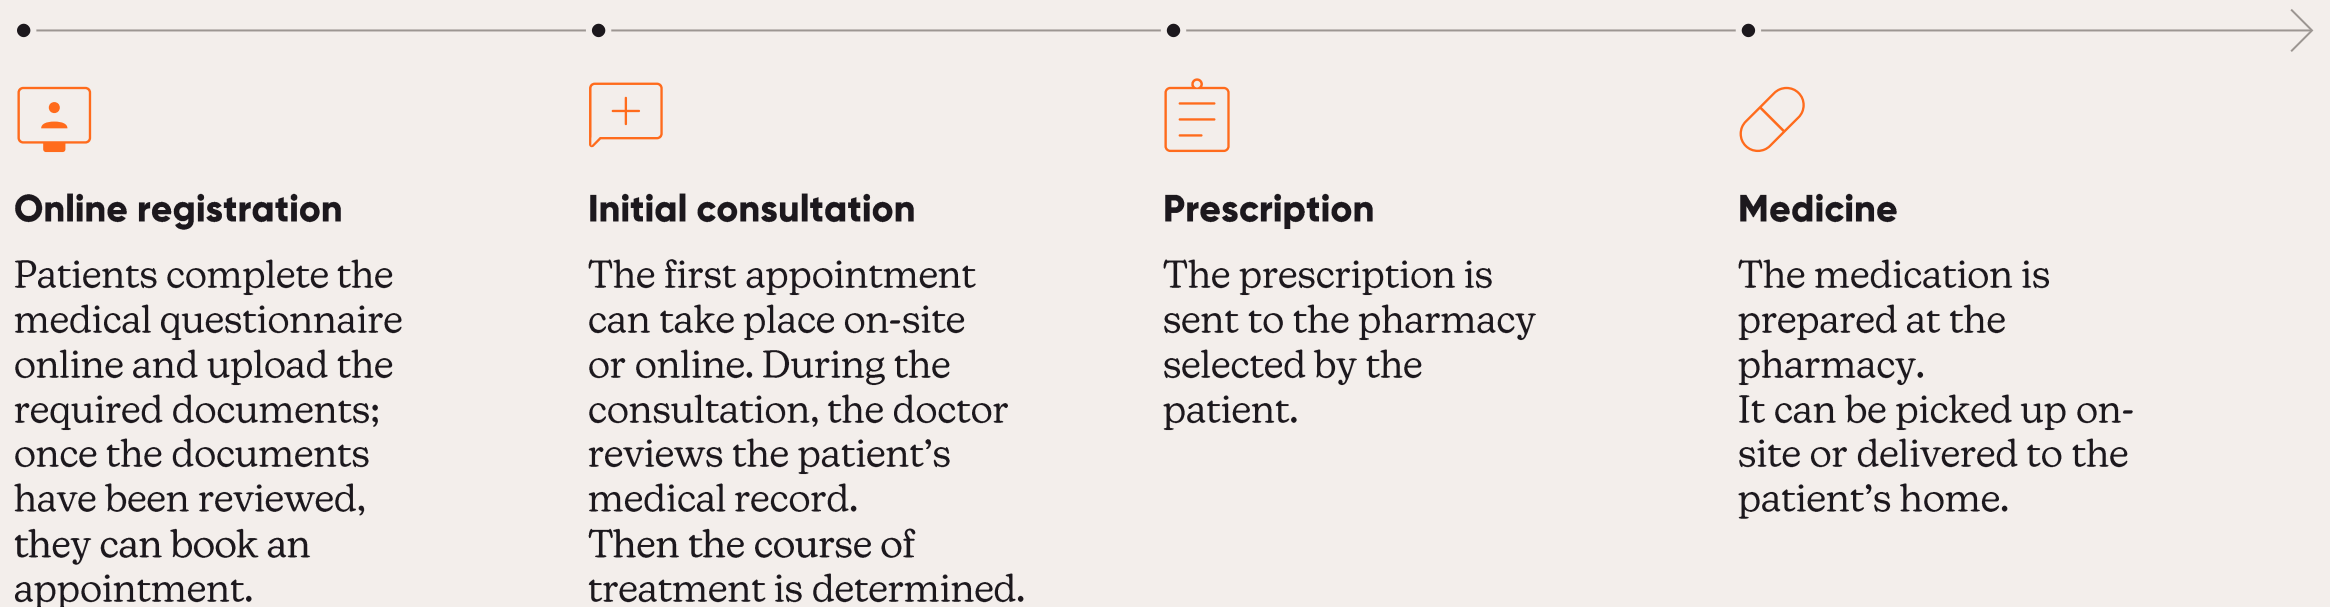 Online registration
Patients complete the
medical questionnaire
online and upload the
required documents;
once the documents
have been reviewed,
they can book an
appointment.
Initial consultation
The first appointment
can take place on-site
or online. During the
consultation, the doctor
reviews the patient’s
medical record.
Then the course of
treatment is determined.
Prescription
The prescription is
sent to the pharmacy
selected by the
patient.
Medicine
The medication is
prepared at the
pharmacy.
It can be picked up on-
site or delivered to the
patient’s home.